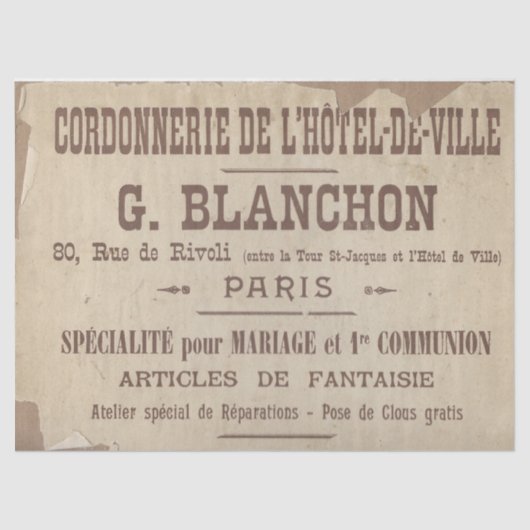 CORDONNERIE DE L'HÔTEL-DE-VILLE
G. BLANCHON
80, Rue de Rivoli (entre la Tour St-Jacques et l'Hôtel de Ville)
PARIS
SPÉCIALITÉ pour MARIAGE et 1re COMMUNION
ARTICLES DE FANTAISIE
Atelier spécial de Réparations - Pose de Clous gratis